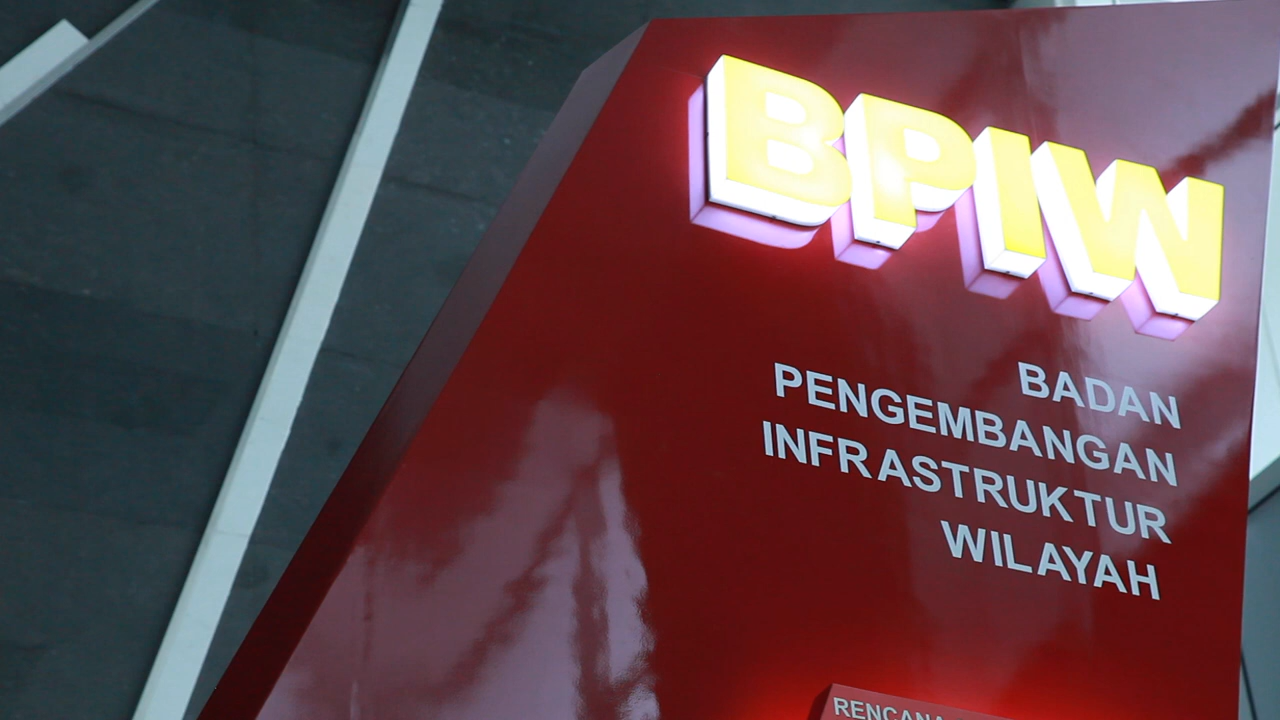 BPIW
BADAN
PENGEMBANGAN
INFRASTRUKTUR
WILAYAH
RENCANA